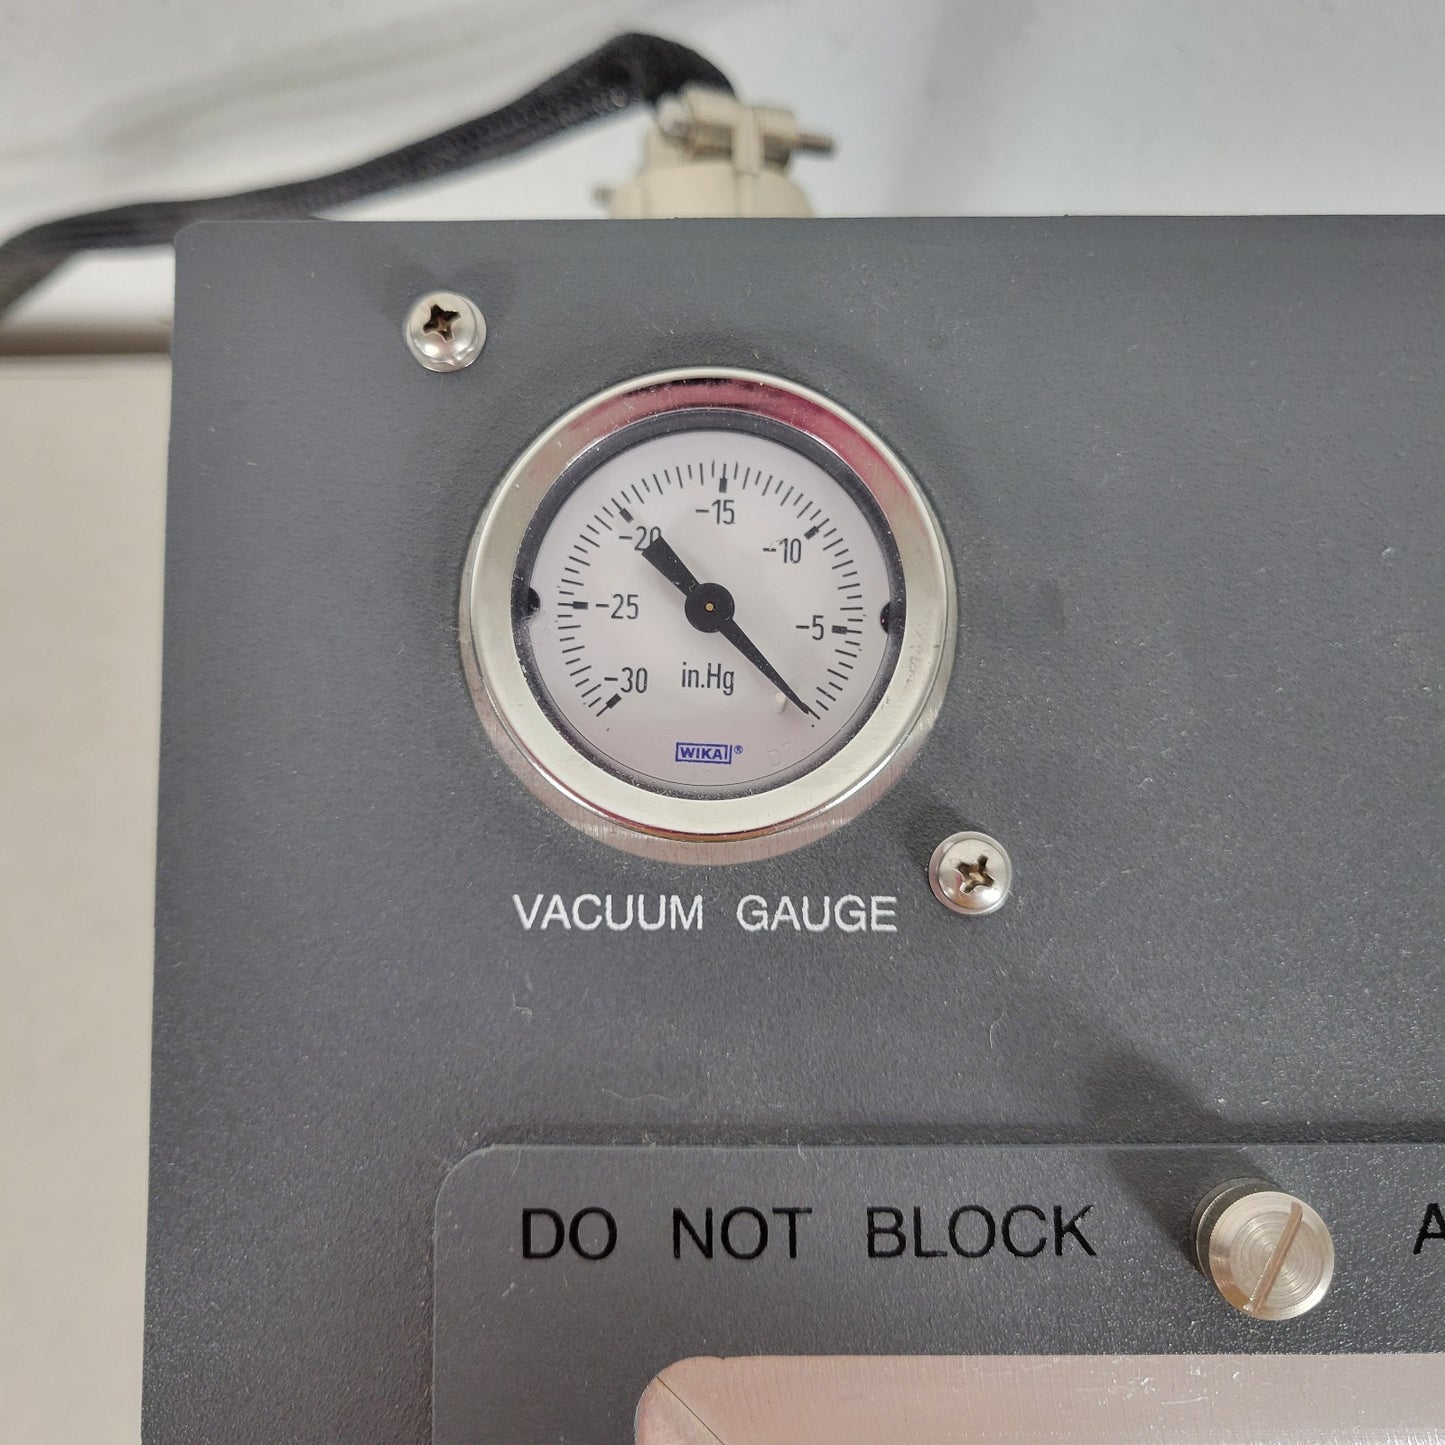 -15
-20
-10
-25
-5
-30
in.Hg
WIKA®
VACUUM GAUGE
DO NOT BLOCK